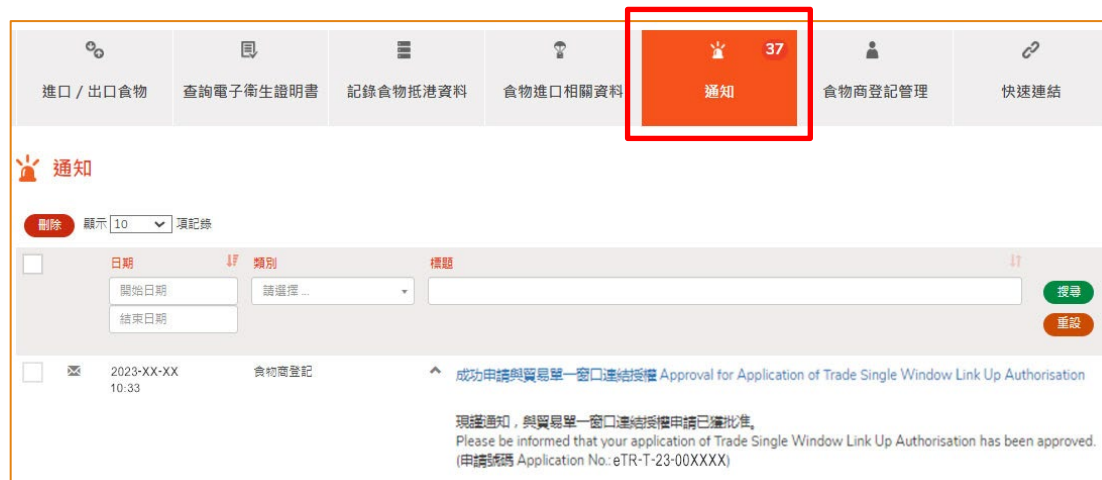 37
進口 / 出口食物 查詢電子衞生證明書 記錄食物抵港資料 食物進口相關資料 通知 食物商登記管理 快速連結
通知
刪除 顯示 10 項記錄
日期 類別 標題
開始日期 請選擇 ... 搜尋
結束日期 重設
2023-XX-XX 食物商登記 成功申請與貿易單一窗口連結授權 Approval for Application of Trade Single Window Link Up Authorisation
10:33
現謹通知，與貿易單一窗口連結授權申請已獲批准。
Please be informed that your application of Trade Single Window Link Up Authorisation has been approved.
(申請號碼 Application No.: eTR-T-23-00XXXX)